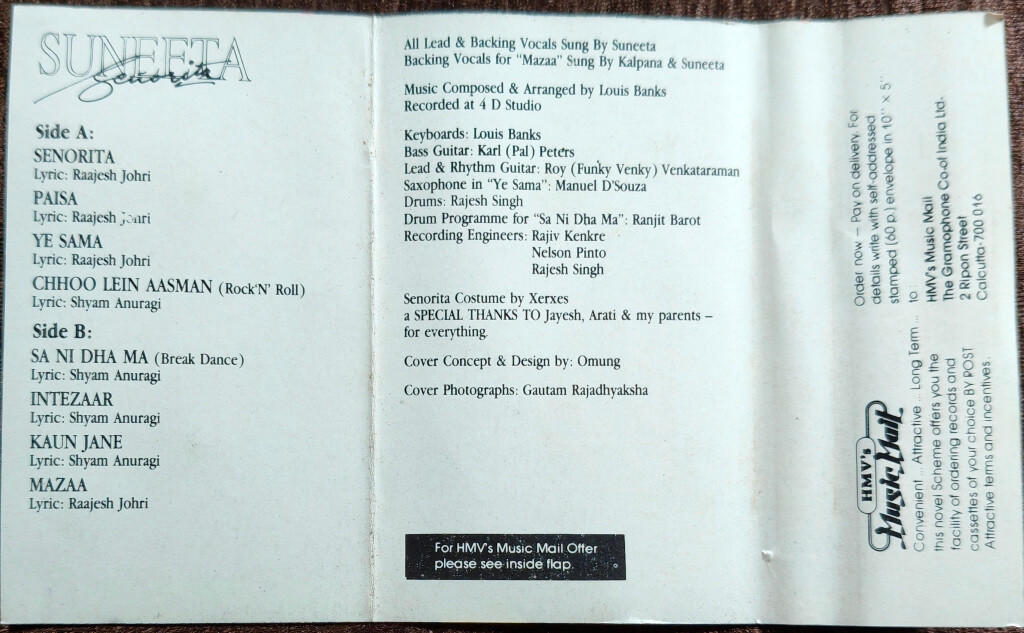 SUNEETA
Señorita
Side A:
SENORITA
Lyric: Raajesh Johri
PAISA
Lyric: Raajesh Johri
YE SAMA
Lyric: Raajesh Johri
CHHOO LEIN AASMAN (Rock'N' Roll)
Lyric: Shyam Anuragi
Side B:
SA NI DHA MA (Break Dance)
Lyric: Shyam Anuragi
INTEZAAR
Lyric: Shyam Anuragi
KAUN JANE
Lyric: Shyam Anuragi
MAZAA
Lyric: Raajesh Johri
All Lead & Backing Vocals Sung By Suneeta
Backing Vocals for "Mazaa" Sung By Kalpana & Suneeta
Music Composed & Arranged by Louis Banks
Recorded at 4 D Studio
Keyboards: Louis Banks
Bass Guitar: Karl (Pal) Peters
Lead & Rhythm Guitar: Roy (Funky Venky) Venkataraman
Saxophone in "Ye Sama": Manuel D'Souza
Drums: Rajesh Singh
Drum Programme for "Sa Ni Dha Ma": Ranjit Barot
Recording Engineers: Rajiv Kenkre
Nelson Pinto
Rajesh Singh
Senorita Costume by Xerxes
a SPECIAL THANKS TO Jayesh, Arati & my parents –
for everything.
Cover Concept & Design by: Omung
Cover Photographs: Gautam Rajadhyaksha
For HMV's Music Mail Offer
please see inside flap.
HMV's
Music Mail
Convenient ... Attractive ... Long Term ...
this novel Scheme offers you the
facility of ordering records and
cassettes of your choice BY POST
Attractive terms and incentives.
Order now – Pay on delivery. For
details write with self-addressed
stamped (60 p.) envelope in 10" x 5"
to :
HMV's Music Mail
The Gramophone Co.of India Ltd.
2 Ripon Street
Calcutta-700 016